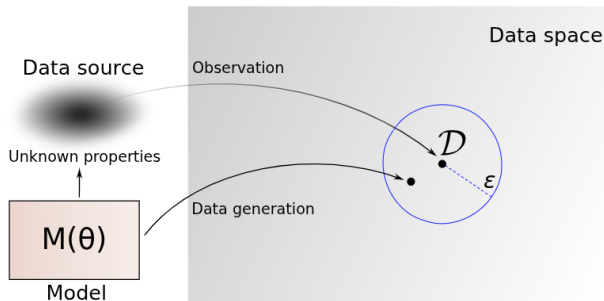 Data space
Data source
Observation
𝒟
Unknown properties
ε
Data generation
M(θ)
Model